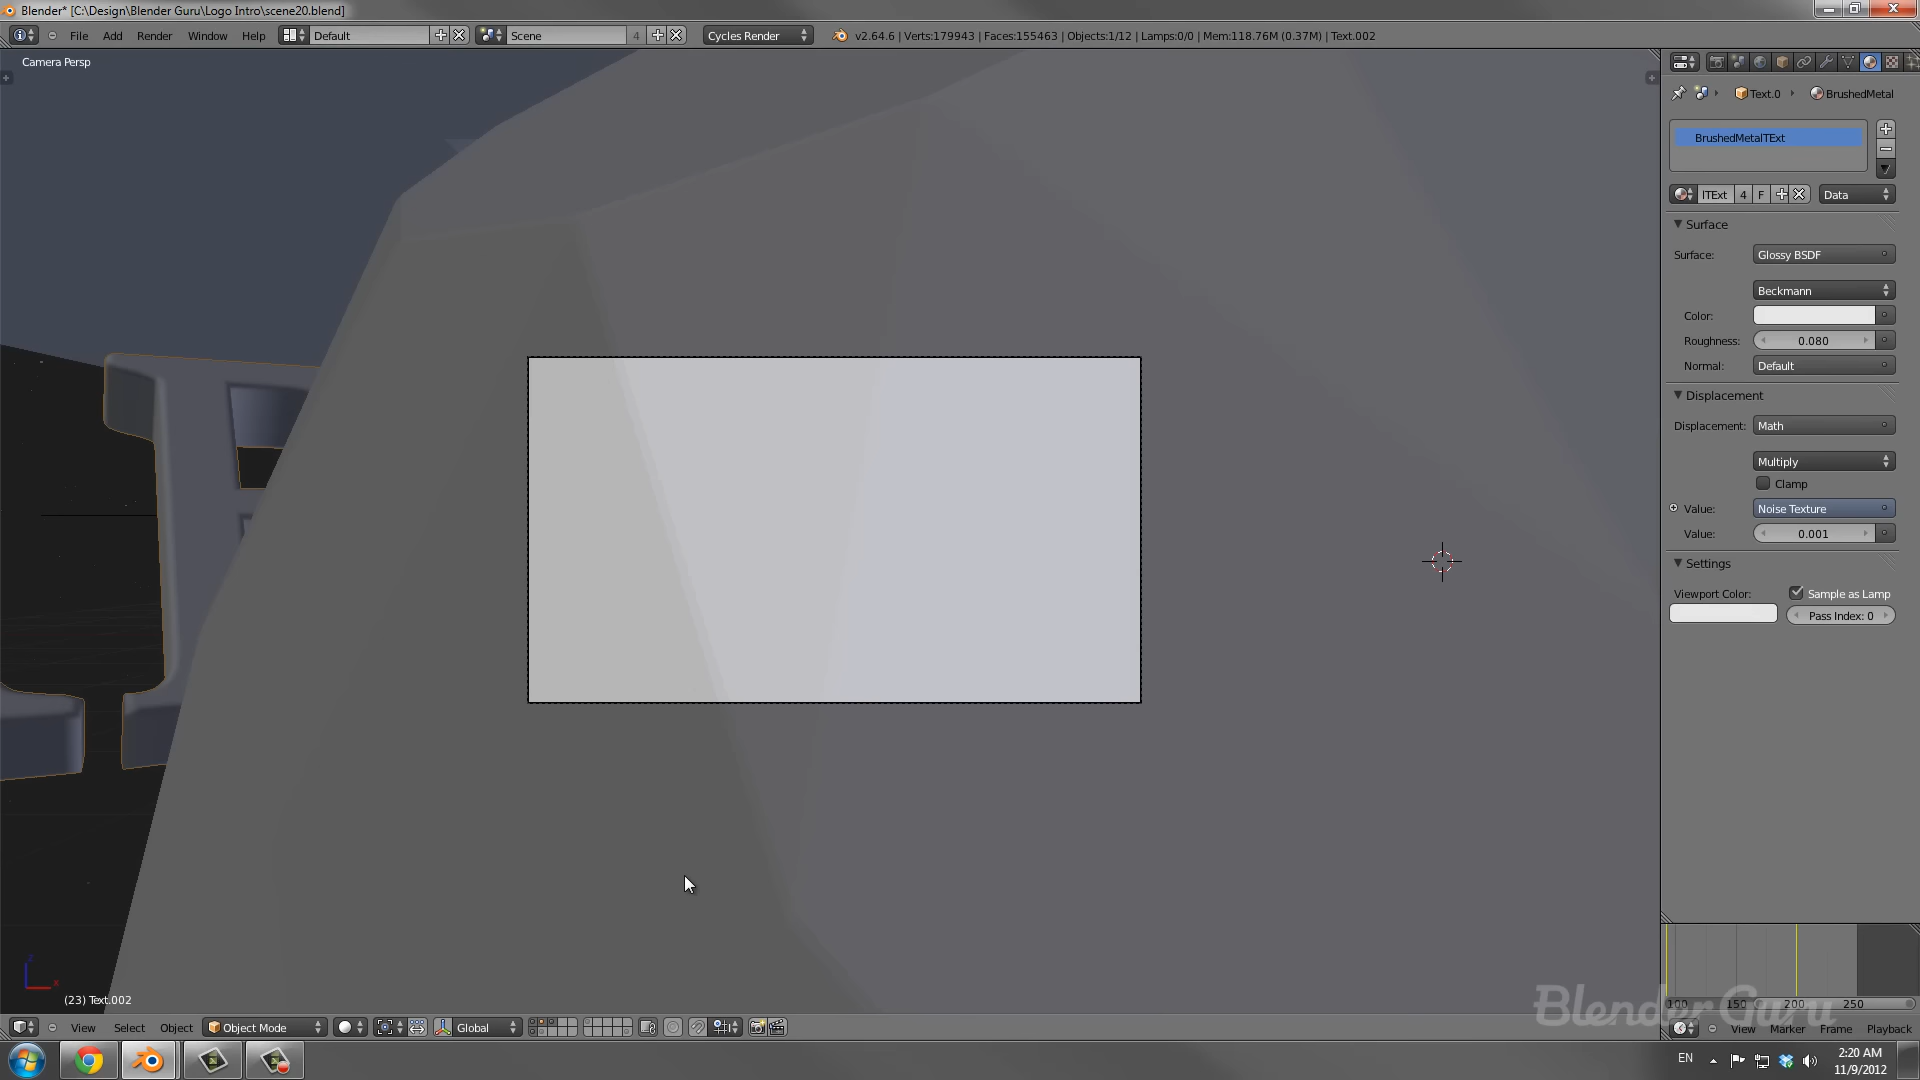 Blender* [C:\Design\Blender Guru\Logo Intro\scene20.blend]
File Add Render Window Help Default Scene 4 Cycles Render v2.64.6 | Verts:179943 | Faces:155463 | Objects:1/12 | Lamps:0/0 | Mem:118.76M (0.37M) | Text.002
Camera Persp
Text.0 BrushedMetal
BrushedMetalTExt
lTExt 4 F Data
Surface
Surface: Glossy BSDF
Beckmann
Color:
Roughness: 0.080
Normal: Default
Displacement
Displacement: Math
Multiply
Clamp
Value: Noise Texture
Value: 0.001
Settings
Viewport Color: Sample as Lamp
Pass Index: 0
z
x
(23) Text.002
100 150 200 250
Blender Guru
View Select Object Object Mode Global
View Marker Frame Playback
EN 2:20 AM
11/9/2012